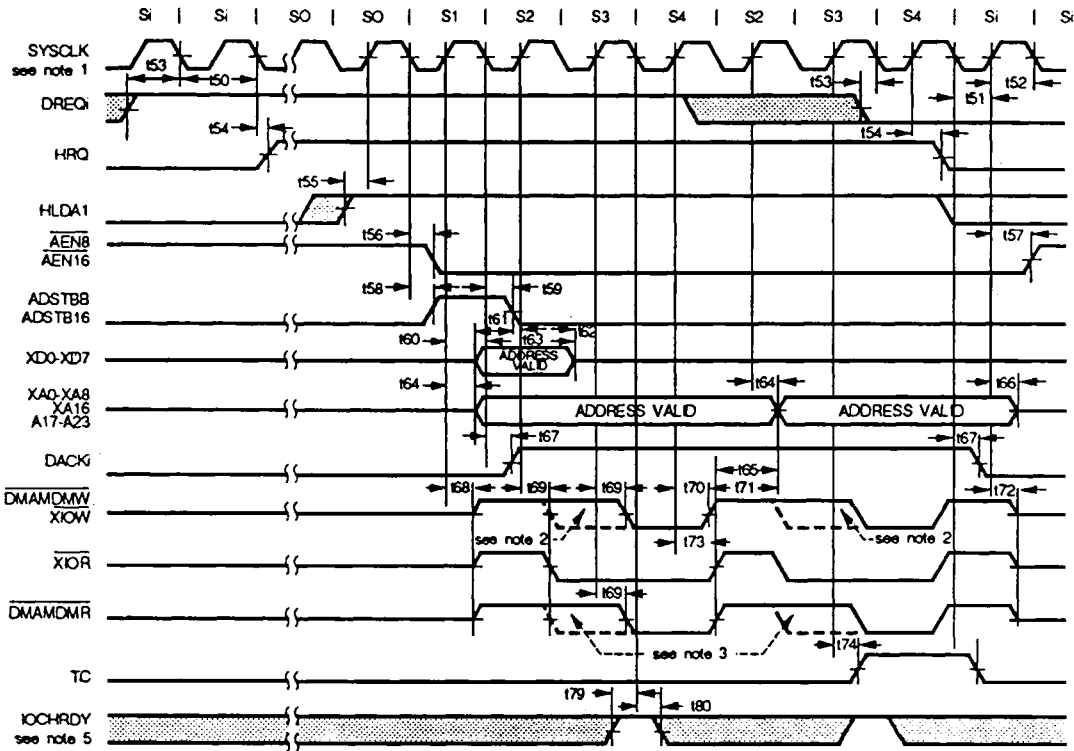 Si | Si | SO | SO | S1 | S2 | S3 | S4 | S2 | S3 | S4 | Si | Si
SYSCLK
see note 1
t53 t50 t53 t52
DREQi
t51
t54 t54
HRQ
t55
HLDA1
t56 t57
AEN8
AEN16
t58 t59
ADSTB8
ADSTB16
t61 t62
t60 t63
XD0-XD7 ADDRESS VALID
t64 t64 t66
XA0-XA8
XA16
A17-A23
ADDRESS VALID ADDRESS VALID
t67 t67
DACKi
t65
t68 t69 t69 t70 t71 t72
DMAMDMW
XIOW
see note 2 t73 see note 2
XIOR
t69
DMAMDMR
see note 3 t74
TC
t79 t80
IOCHRDY
see note 5